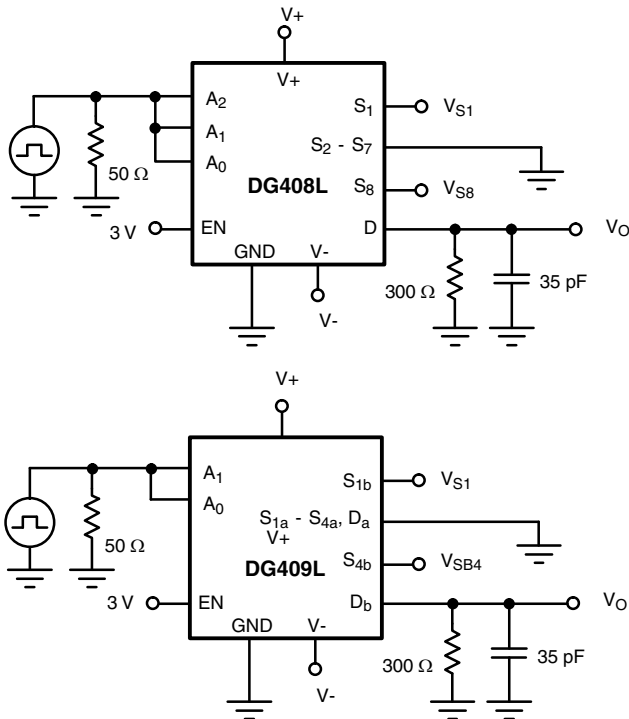 V+
V+
A2
S1
VS1
A1
S2 - S7
A0
50 Ω
DG408L
S8
VS8
3 V
EN
D
VO
GND
V-
300 Ω
35 pF
V-
V+
A1
S1b
VS1
A0
S1a - S4a, Da
V+
50 Ω
DG409L
S4b
VSB4
3 V
EN
Db
VO
GND
V-
300 Ω
35 pF
V-